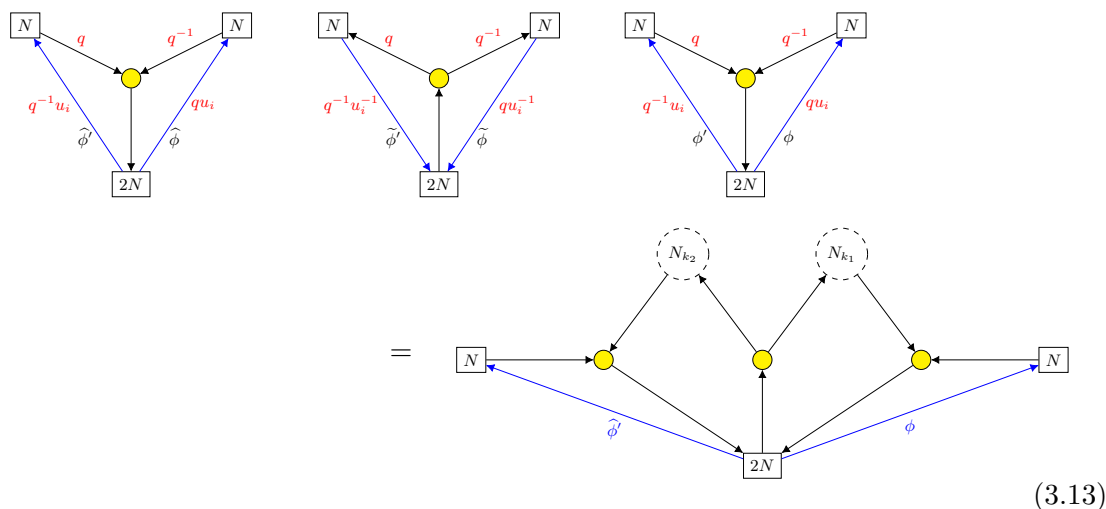 N N N N N N
q q^{-1} q q^{-1} q q^{-1}
q^{-1}u_i qu_i q^{-1}u_i^{-1} qu_i^{-1} q^{-1}u_i qu_i
\widehat{\phi}' \widehat{\phi} \widetilde{\phi}' \widetilde{\phi} \phi' \phi
2N 2N 2N
N_{k_2} N_{k_1}
= N N
\widehat{\phi}' \phi
2N
(3.13)